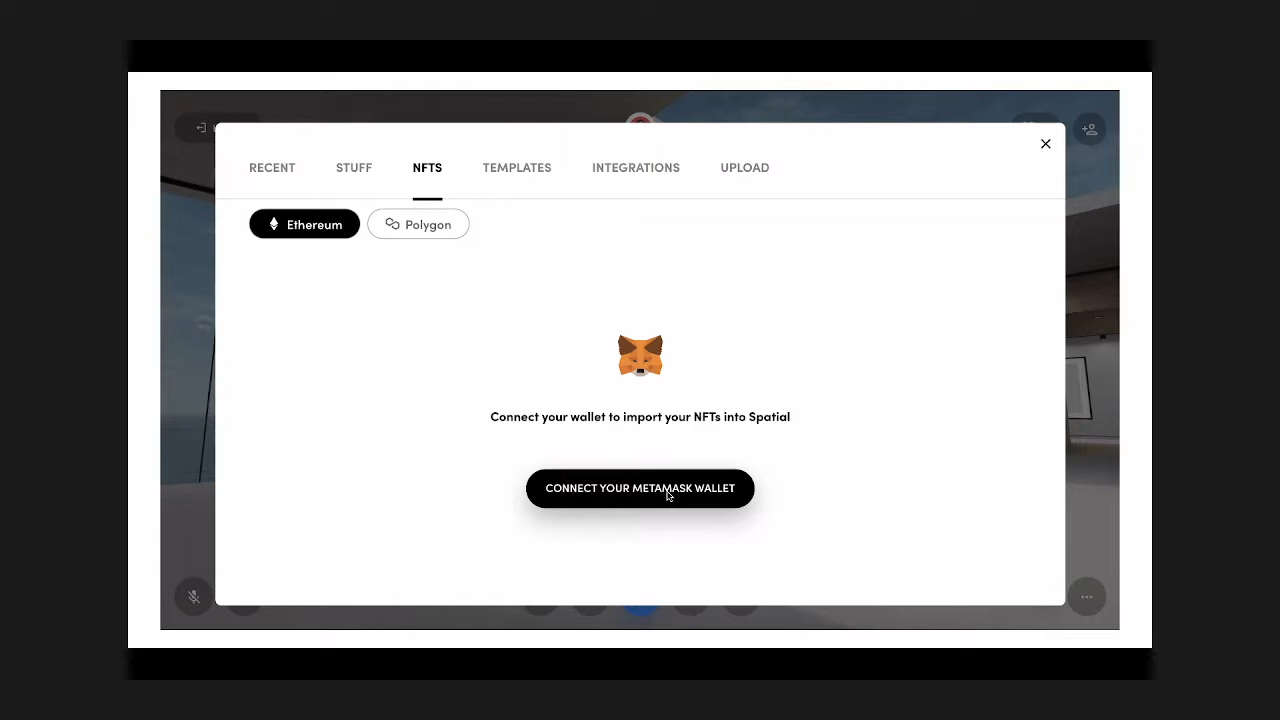 RECENT STUFF NFTS TEMPLATES INTEGRATIONS UPLOAD
Ethereum Polygon
Connect your wallet to import your NFTs into Spatial
CONNECT YOUR METAMASK WALLET